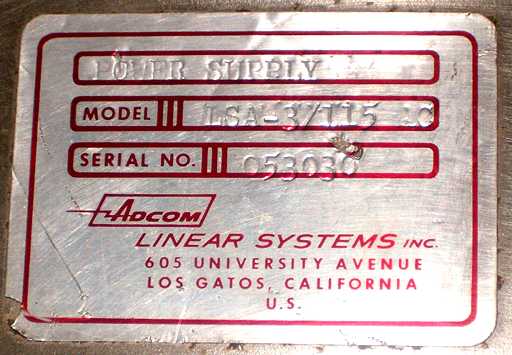 POWER SUPPLY
MODEL LSA-3/115 AC
SERIAL NO. 053030
ADCOM
LINEAR SYSTEMS INC.
605 UNIVERSITY AVENUE
LOS GATOS, CALIFORNIA
U.S.